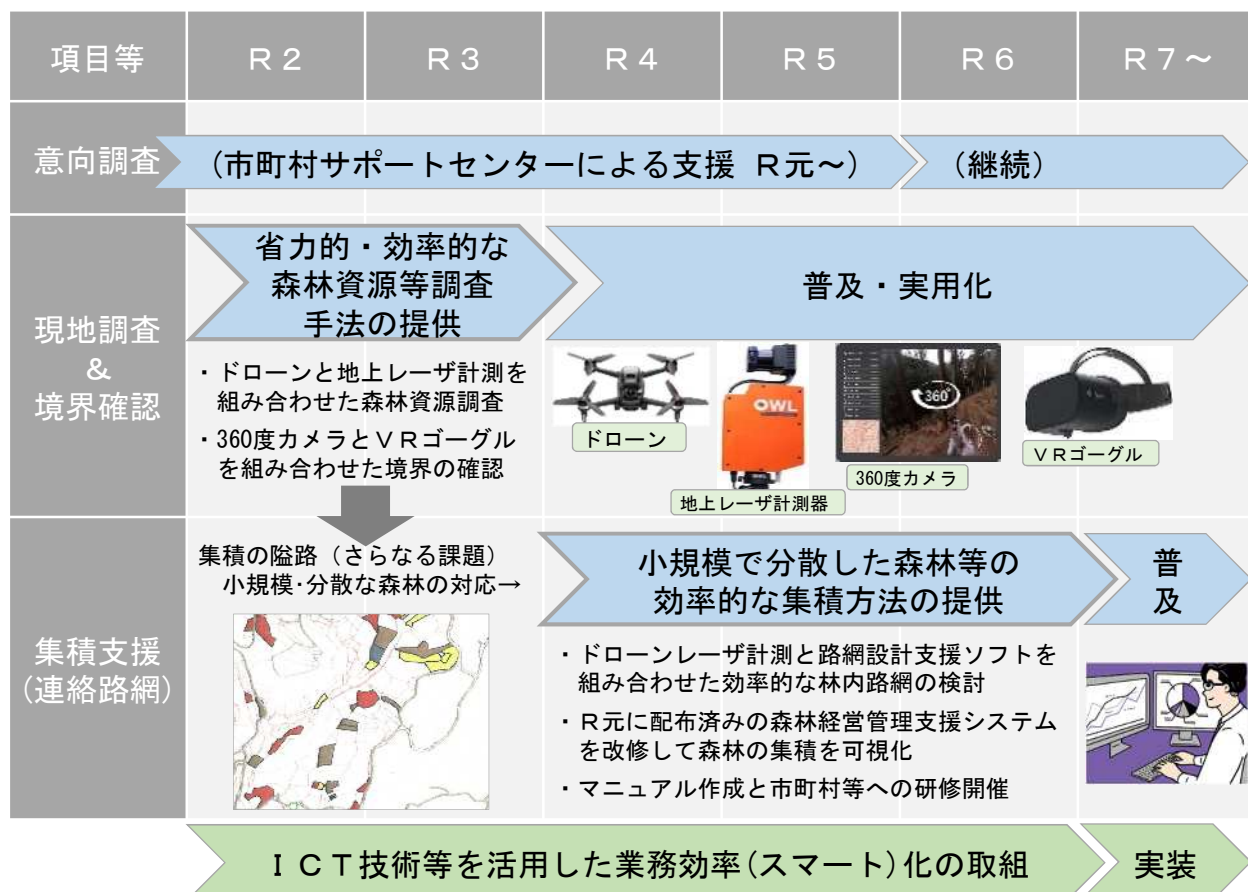 項目等
R2
R3
R4
R5
R6
R7～
意向調査
(市町村サポートセンターによる支援 R元～)
(継続)
現地調査
&
境界確認
省力的・効率的な
森林資源等調査
手法の提供
普及・実用化
・ドローンと地上レーザ計測を
組み合わせた森林資源調査
・360度カメラとVRゴーグル
を組み合わせた境界の確認
ドローン
OWL
地上レーザ計測器
360°
360度カメラ
VRゴーグル
集積支援
(連絡路網)
集積の隘路(さらなる課題)
小規模･分散な森林の対応→
小規模で分散した森林等の
効率的な集積方法の提供
普
及
・ドローンレーザ計測と路網設計支援ソフトを
組み合わせた効率的な林内路網の検討
・R元に配布済みの森林経営管理支援システム
を改修して森林の集積を可視化
・マニュアル作成と市町村等への研修開催
ICT技術等を活用した業務効率(スマート)化の取組
実装